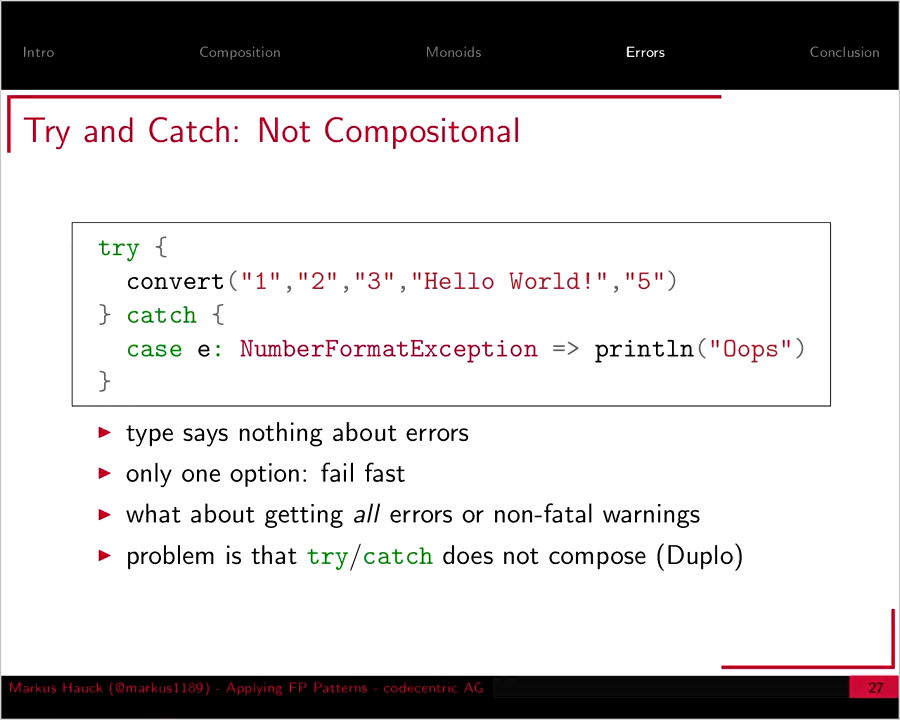 Intro Composition Monoids Errors Conclusion
Try and Catch: Not Compositonal
try {
  convert("1","2","3","Hello World!","5")
} catch {
  case e: NumberFormatException => println("Oops")
}
► type says nothing about errors
► only one option: fail fast
► what about getting all errors or non-fatal warnings
► problem is that try/catch does not compose (Duplo)
Markus Hauck (@markus1189) - Applying FP Patterns - codecentric AG 27